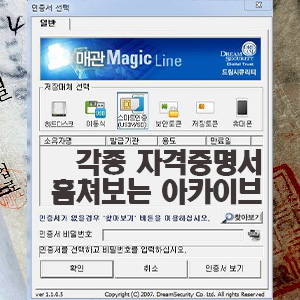 인증서 선택
일반
매관 Magic Line
DREAM SECURITY
Global Trust
드림시큐리티
저장매체 선택
하드디스크 이동식 스마트인증(USB/MSD) 보안토큰 저장토큰 휴대폰
소유자명 발급기관 용도 만료일
각종 자격증명서
훔쳐보는 아카이브
인증서가 없을경우 '찾아보기' 버튼을 이용하십시오. 찾아보기
인증서 비밀번호
인증서를 선택하고 비밀번호를 입력하십시오.
확인 취소 인증서 보기
ver 1.1.0.5 Copyright (C) 2007. DreamSecurity Co., Ltd.